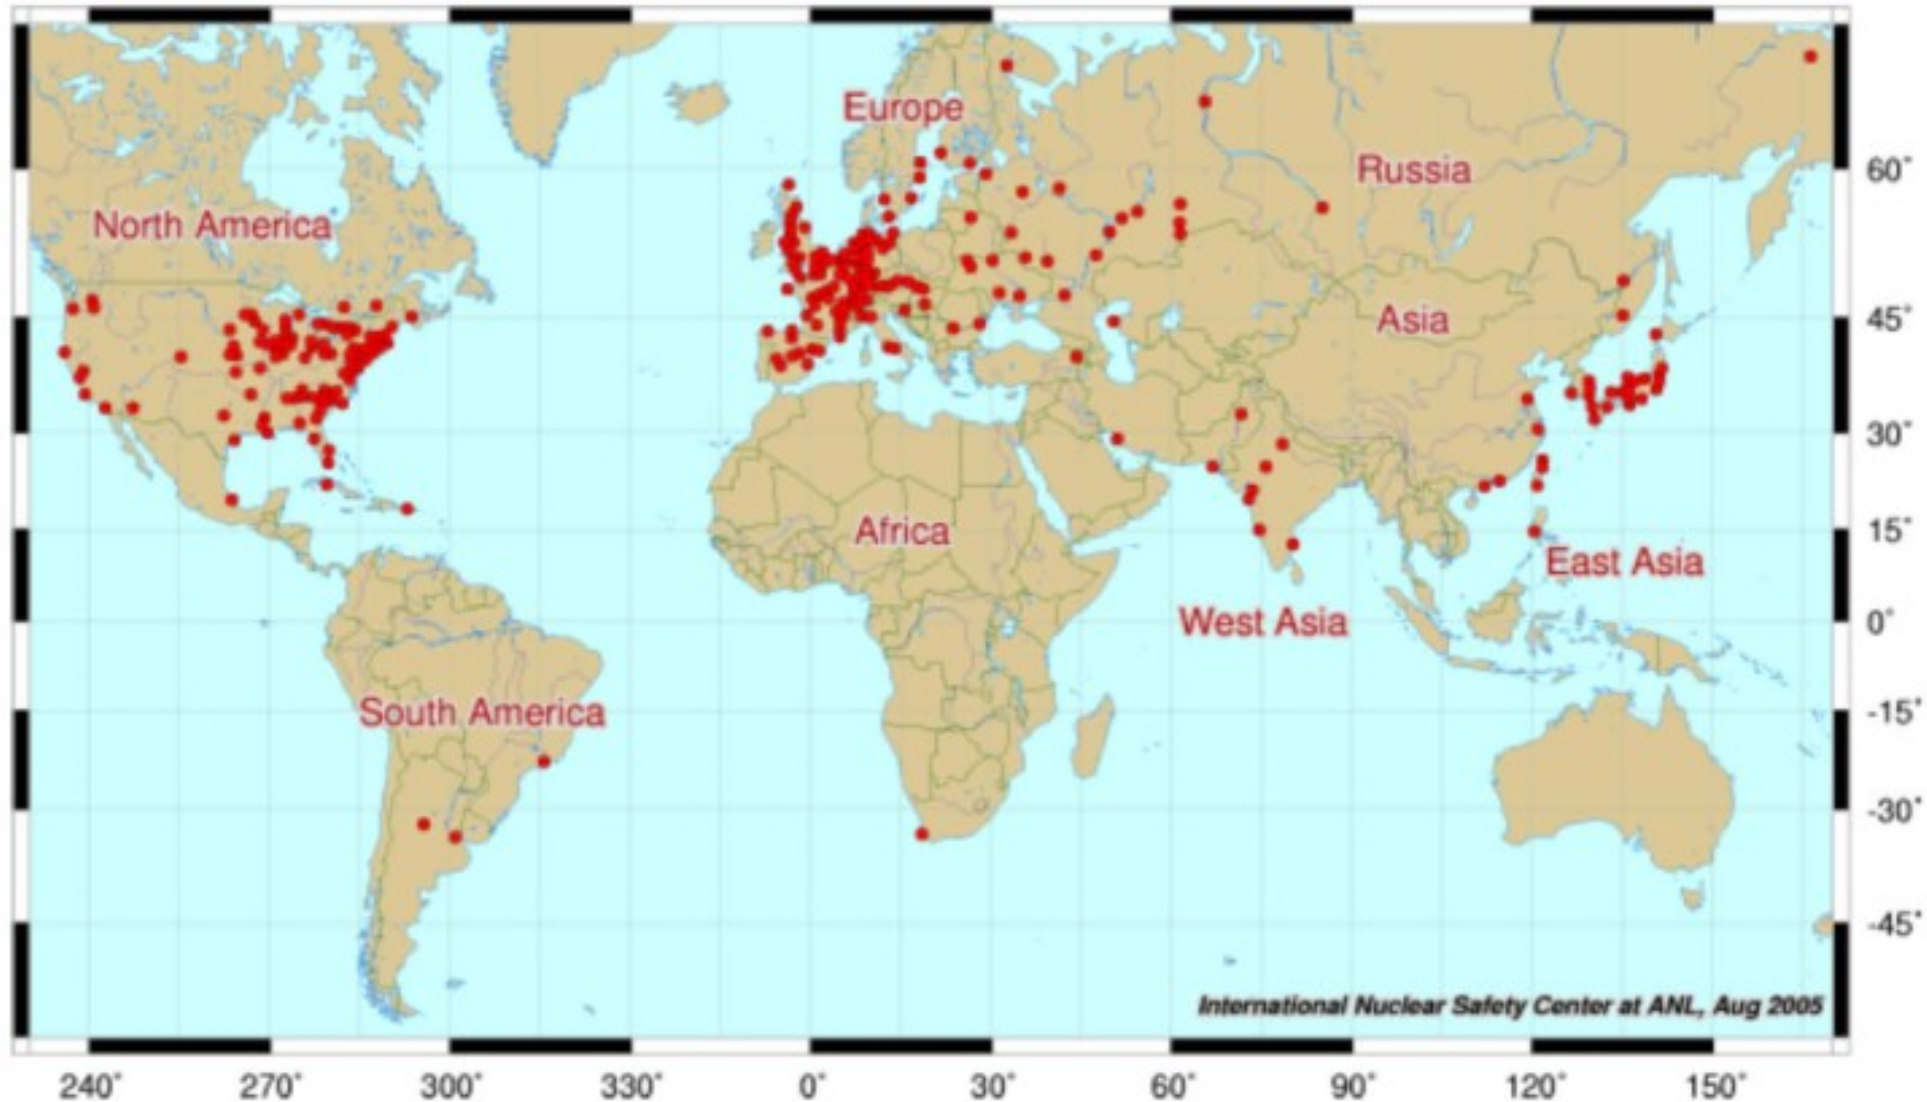 Europe
60°
Russia
North America
45°
Asia
30°
Africa
15°
East Asia
West Asia
0°
South America
-15°
-30°
-45°
International Nuclear Safety Center at ANL, Aug 2005
240° 270° 300° 330° 0° 30° 60° 90° 120° 150°